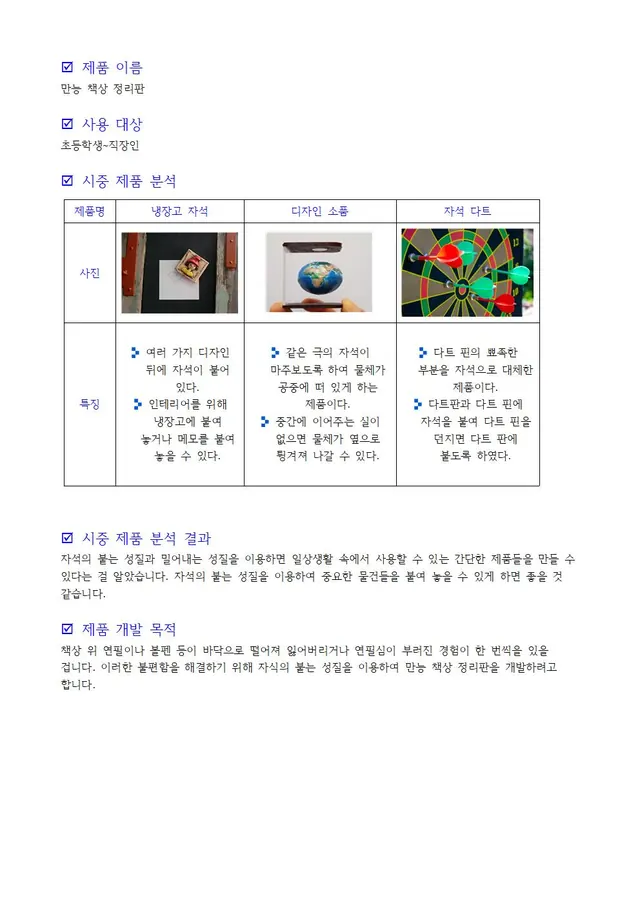 제품 이름
만능 책상 정리판
사용 대상
초등학생~직장인
시중 제품 분석
제품명 냉장고 자석 디자인 소품 자석 다트
사진
특징
여러 가지 디자인
뒤에 자석이 붙어
있다.
인테리어를 위해
냉장고에 붙여
놓거나 메모를 붙여
놓을 수 있다.
같은 극의 자석이
마주보도록 하여 물체가
공중에 떠 있게 하는
제품이다.
중간에 이어주는 실이
없으면 물체가 옆으로
튕겨져 나갈 수 있다.
다트 핀의 뾰족한
부분을 자석으로 대체한
제품이다.
다트판과 다트 핀에
자석을 붙여 다트 핀을
던지면 다트 판에
붙도록 하였다.
시중 제품 분석 결과
자석의 붙는 성질과 밀어내는 성질을 이용하면 일상생활 속에서 사용할 수 있는 간단한 제품들을 만들 수
있다는 걸 알았습니다. 자석의 붙는 성질을 이용하여 중요한 물건들을 붙여 놓을 수 있게 하면 좋을 것
같습니다.
제품 개발 목적
책상 위 연필이나 볼펜 등이 바닥으로 떨어져 잃어버리거나 연필심이 부러진 경험이 한 번씩을 있을
겁니다. 이러한 불편함을 해결하기 위해 자식의 붙는 성질을 이용하여 만능 책상 정리판을 개발하려고
합니다.